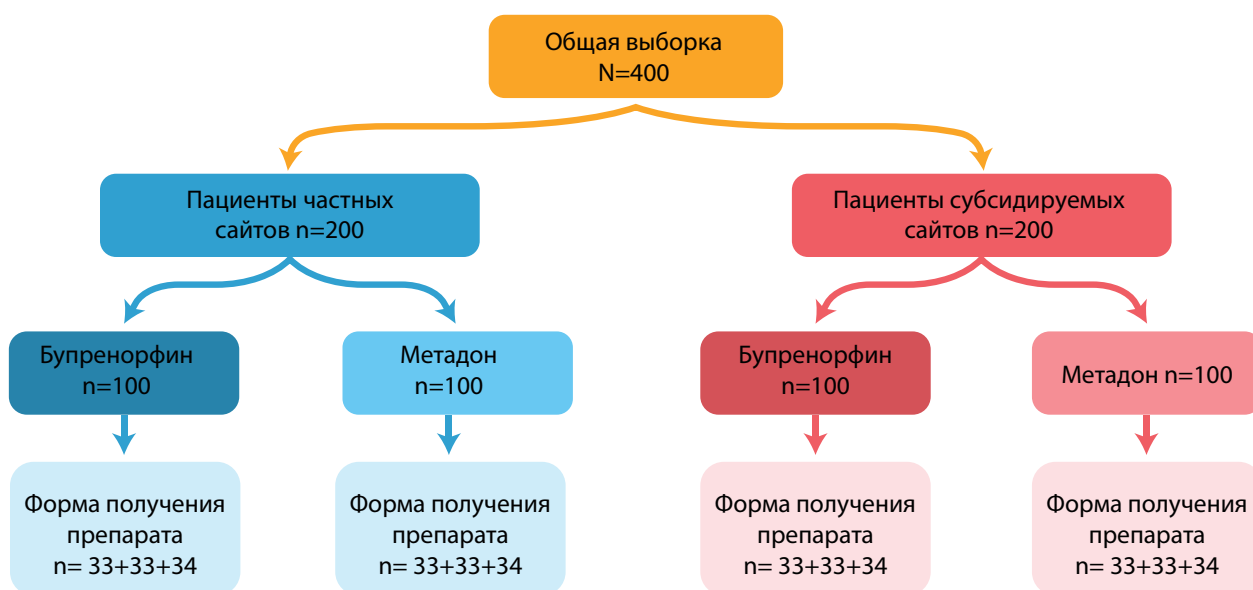 Общая выборка
N=400
Пациенты частных
сайтов n=200
Пациенты субсидируемых
сайтов n=200
Бупренорфин
n=100
Метадон
n=100
Бупренорфин
n=100
Метадон n=100
Форма получения
препарата
n= 33+33+34
Форма получения
препарата
n= 33+33+34
Форма получения
препарата
n= 33+33+34
Форма получения
препарата
n= 33+33+34